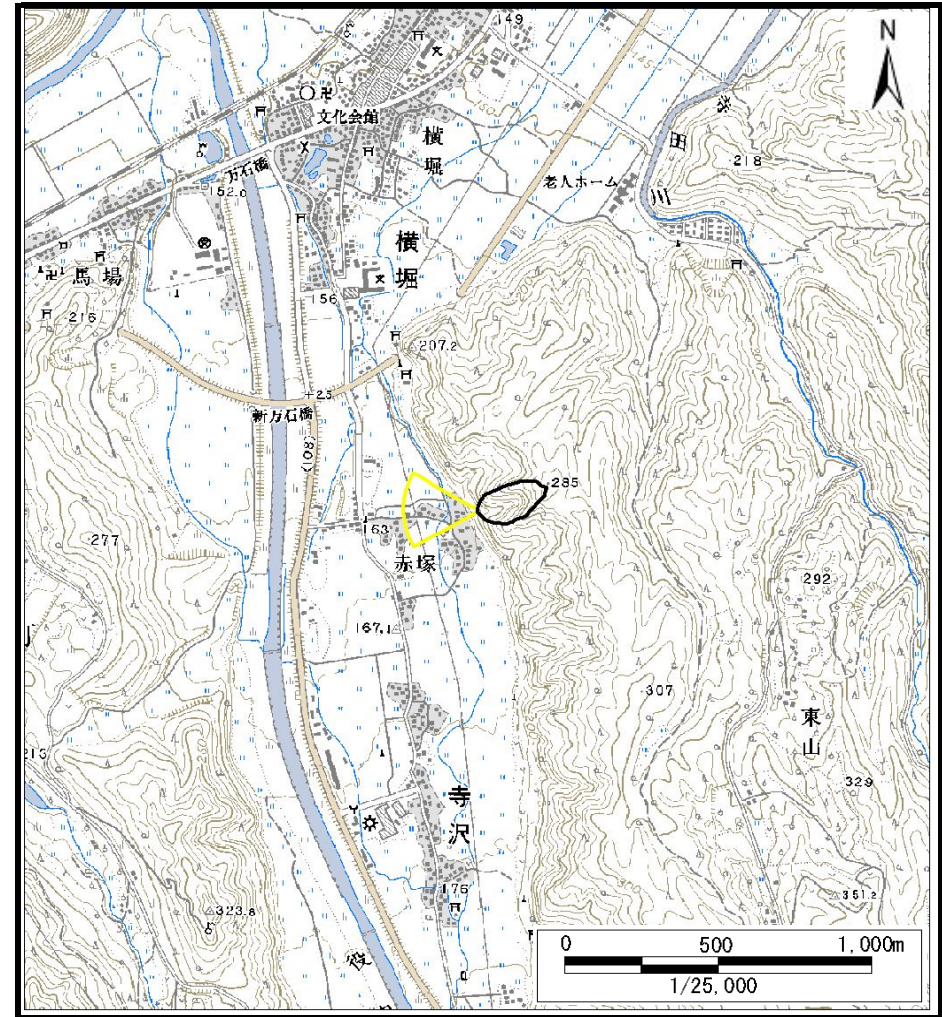 149
N
文化会館
横堀
218
田
川
万石橋
152.0
老人ホーム
横堀
馬場
156
216
207.2
25
新万石橋
(108)
285
163
277
赤塚
292
167.1
307
東山
213
329
寺沢
176
351.2
323.8
役
0 500 1,000m
1/25,000